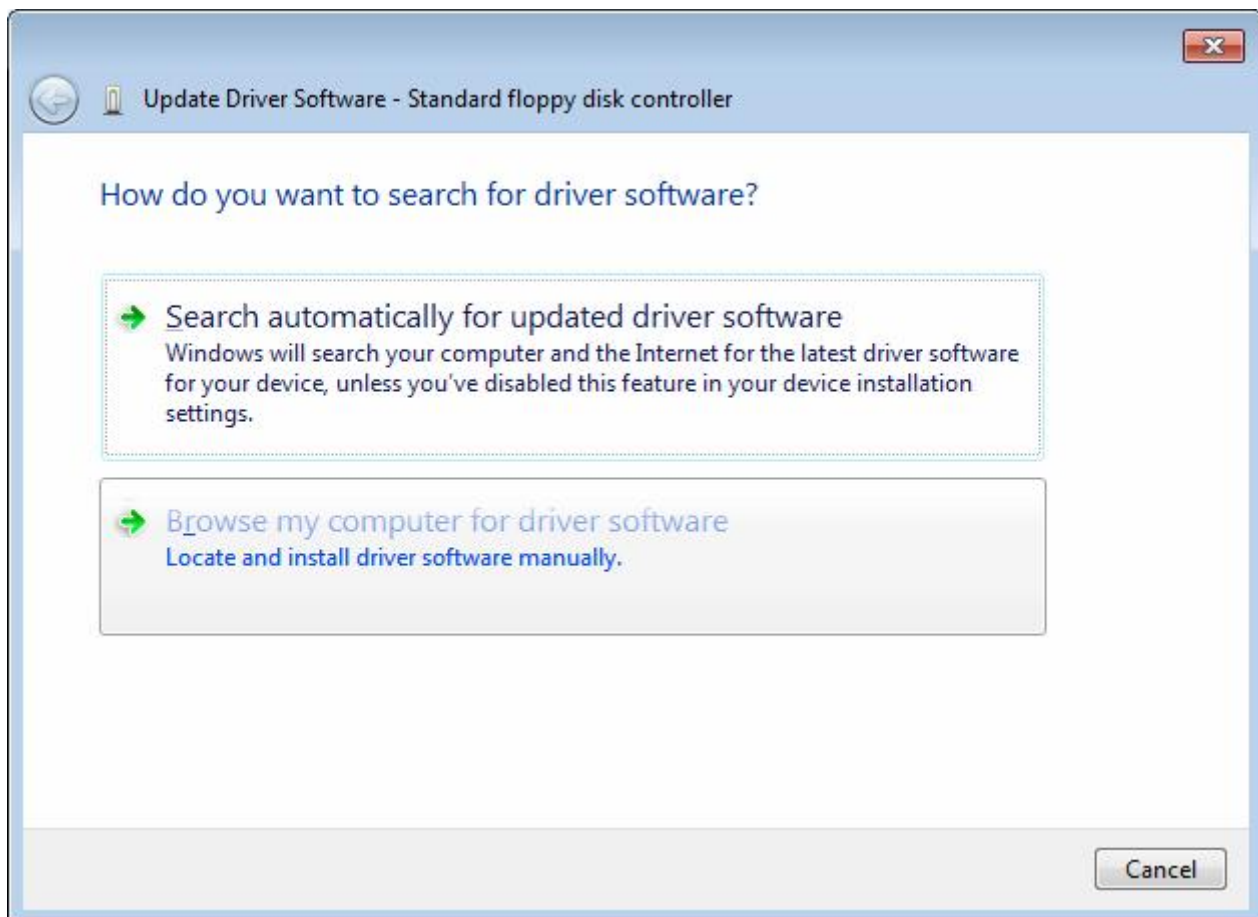 Update Driver Software - Standard floppy disk controller
How do you want to search for driver software?
Search automatically for updated driver software
Windows will search your computer and the Internet for the latest driver software
for your device, unless you've disabled this feature in your device installation
settings.
Browse my computer for driver software
Locate and install driver software manually.
Cancel